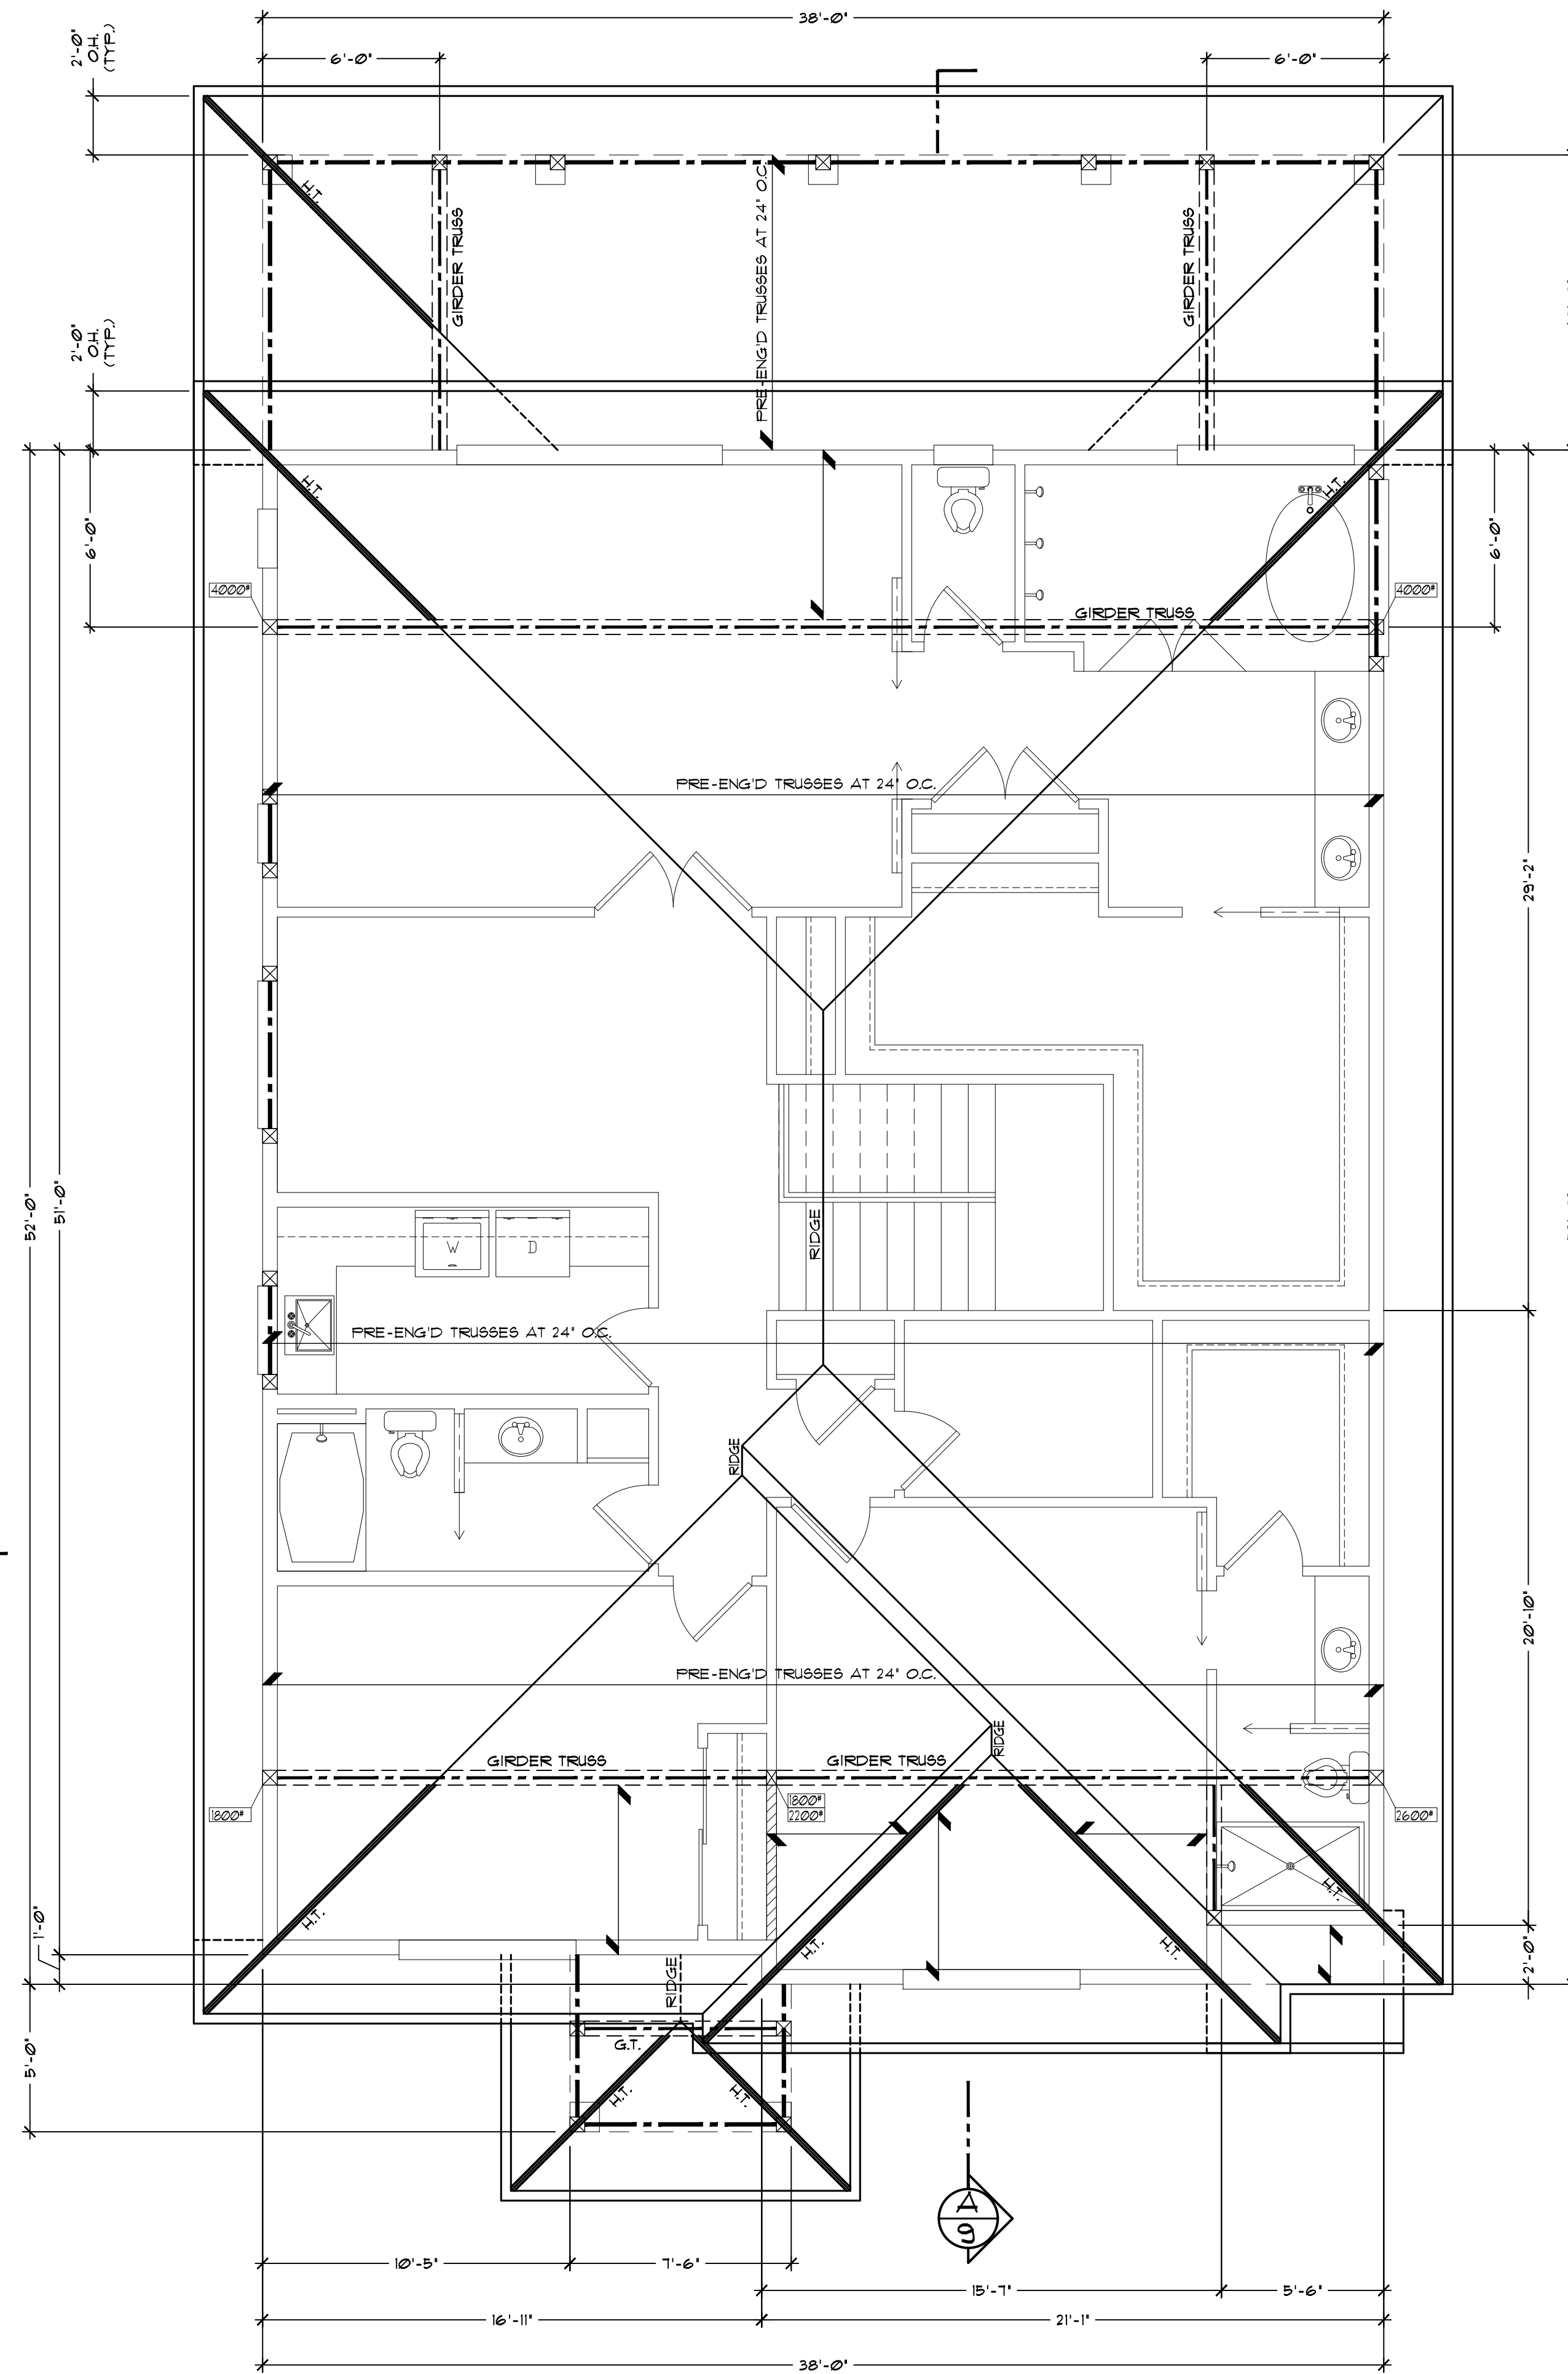 38'-0"
2'-0"
O.H.
(TYP.)
6'-0"
6'-0"
H.T.
GIRDER TRUSS
PRE-ENG'D TRUSSES AT 24" O.C.
GIRDER TRUSS
2'-0"
O.H.
(TYP.)
H.T.
H.T.
6'-0"
6'-0"
4000#
4000#
GIRDER TRUSS
PRE-ENG'D TRUSSES AT 24" O.C.
29'-2"
52'-0"
51'-0"
RIDGE
W
D
PRE-ENG'D TRUSSES AT 24" O.C.
RIDGE
20'-10"
PRE-ENG'D TRUSSES AT 24" O.C.
RIDGE
GIRDER TRUSS
GIRDER TRUSS
1800#
1800#
2200#
2600#
H.T.
1'-0"
H.T.
H.T.
H.T.
RIDGE
2'-0"
G.T.
5'-0"
H.T.
H.T.
A
9
10'-5"
7'-6"
15'-7"
5'-6"
16'-11"
21'-1"
38'-0"